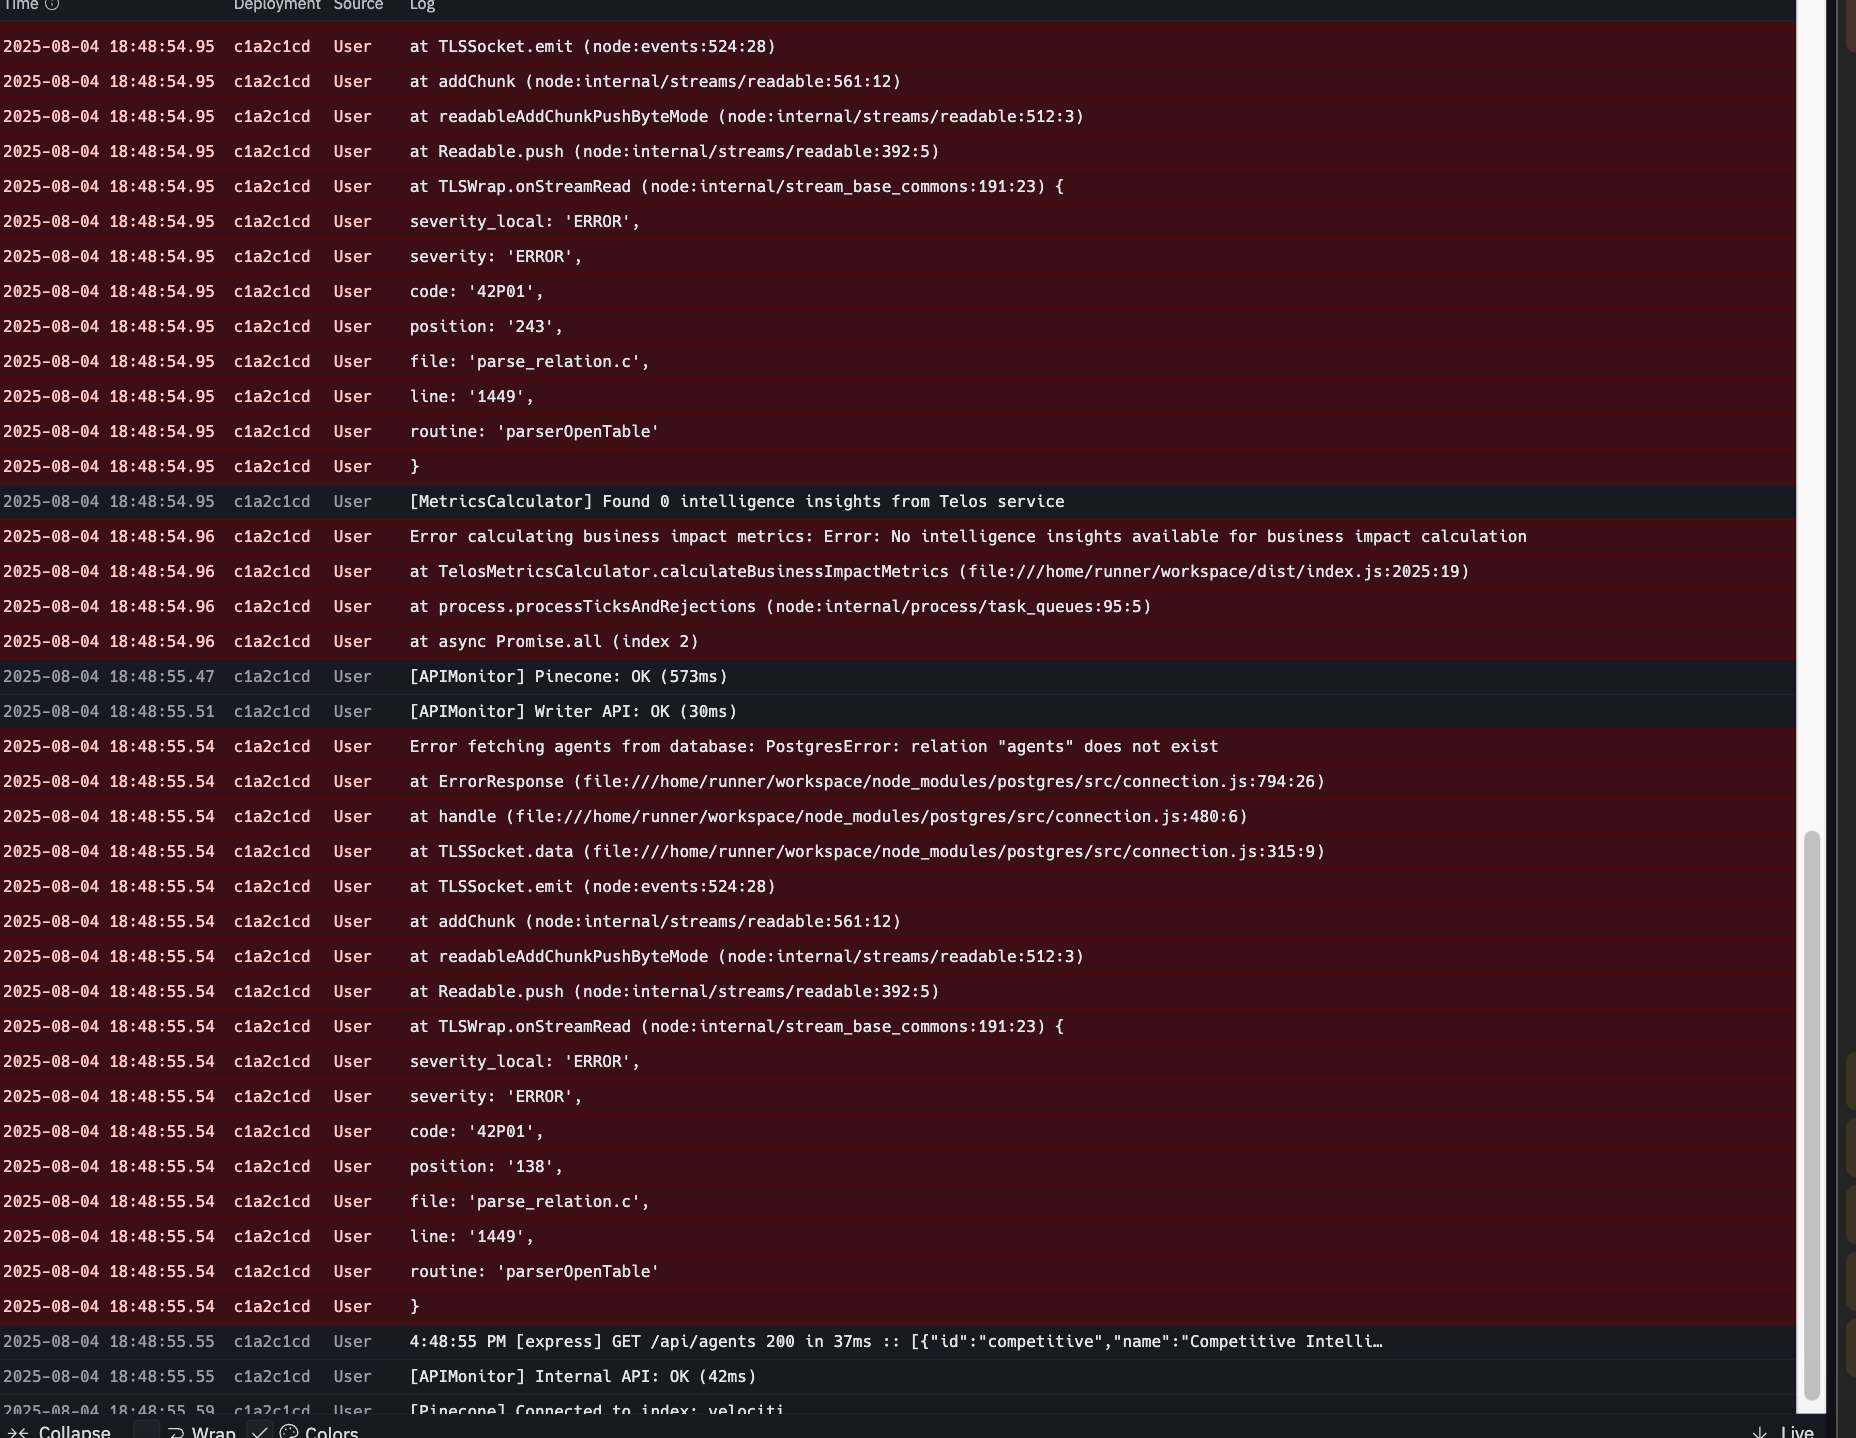 Time Deployment Source Log
2025-08-04 18:48:54.95 c1a2c1cd User at TLSSocket.emit (node:events:524:28)
2025-08-04 18:48:54.95 c1a2c1cd User at addChunk (node:internal/streams/readable:561:12)
2025-08-04 18:48:54.95 c1a2c1cd User at readableAddChunkPushByteMode (node:internal/streams/readable:512:3)
2025-08-04 18:48:54.95 c1a2c1cd User at Readable.push (node:internal/streams/readable:392:5)
2025-08-04 18:48:54.95 c1a2c1cd User at TLSWrap.onStreamRead (node:internal/stream_base_commons:191:23) {
2025-08-04 18:48:54.95 c1a2c1cd User severity_local: 'ERROR',
2025-08-04 18:48:54.95 c1a2c1cd User severity: 'ERROR',
2025-08-04 18:48:54.95 c1a2c1cd User code: '42P01',
2025-08-04 18:48:54.95 c1a2c1cd User position: '243',
2025-08-04 18:48:54.95 c1a2c1cd User file: 'parse_relation.c',
2025-08-04 18:48:54.95 c1a2c1cd User line: '1449',
2025-08-04 18:48:54.95 c1a2c1cd User routine: 'parserOpenTable'
2025-08-04 18:48:54.95 c1a2c1cd User }
2025-08-04 18:48:54.95 c1a2c1cd User [MetricsCalculator] Found 0 intelligence insights from Telos service
2025-08-04 18:48:54.96 c1a2c1cd User Error calculating business impact metrics: Error: No intelligence insights available for business impact calculation
2025-08-04 18:48:54.96 c1a2c1cd User at TelosMetricsCalculator.calculateBusinessImpactMetrics (file:///home/runner/workspace/dist/index.js:2025:19)
2025-08-04 18:48:54.96 c1a2c1cd User at process.processTicksAndRejections (node:internal/process/task_queues:95:5)
2025-08-04 18:48:54.96 c1a2c1cd User at async Promise.all (index 2)
2025-08-04 18:48:55.47 c1a2c1cd User [APIMonitor] Pinecone: OK (573ms)
2025-08-04 18:48:55.51 c1a2c1cd User [APIMonitor] Writer API: OK (30ms)
2025-08-04 18:48:55.54 c1a2c1cd User Error fetching agents from database: PostgresError: relation "agents" does not exist
2025-08-04 18:48:55.54 c1a2c1cd User at ErrorResponse (file:///home/runner/workspace/node_modules/postgres/src/connection.js:794:26)
2025-08-04 18:48:55.54 c1a2c1cd User at handle (file:///home/runner/workspace/node_modules/postgres/src/connection.js:480:6)
2025-08-04 18:48:55.54 c1a2c1cd User at TLSSocket.data (file:///home/runner/workspace/node_modules/postgres/src/connection.js:315:9)
2025-08-04 18:48:55.54 c1a2c1cd User at TLSSocket.emit (node:events:524:28)
2025-08-04 18:48:55.54 c1a2c1cd User at addChunk (node:internal/streams/readable:561:12)
2025-08-04 18:48:55.54 c1a2c1cd User at readableAddChunkPushByteMode (node:internal/streams/readable:512:3)
2025-08-04 18:48:55.54 c1a2c1cd User at Readable.push (node:internal/streams/readable:392:5)
2025-08-04 18:48:55.54 c1a2c1cd User at TLSWrap.onStreamRead (node:internal/stream_base_commons:191:23) {
2025-08-04 18:48:55.54 c1a2c1cd User severity_local: 'ERROR',
2025-08-04 18:48:55.54 c1a2c1cd User severity: 'ERROR',
2025-08-04 18:48:55.54 c1a2c1cd User code: '42P01',
2025-08-04 18:48:55.54 c1a2c1cd User position: '138',
2025-08-04 18:48:55.54 c1a2c1cd User file: 'parse_relation.c',
2025-08-04 18:48:55.54 c1a2c1cd User line: '1449',
2025-08-04 18:48:55.54 c1a2c1cd User routine: 'parserOpenTable'
2025-08-04 18:48:55.54 c1a2c1cd User }
2025-08-04 18:48:55.55 c1a2c1cd User 4:48:55 PM [express] GET /api/agents 200 in 37ms :: [{"id":"competitive","name":"Competitive Intelli…
2025-08-04 18:48:55.55 c1a2c1cd User [APIMonitor] Internal API: OK (42ms)
2025-08-04 18:48:55.59 c1a2c1cd User [Pinecone] Connected to index: velociti
Collapse Wrap Colors Live